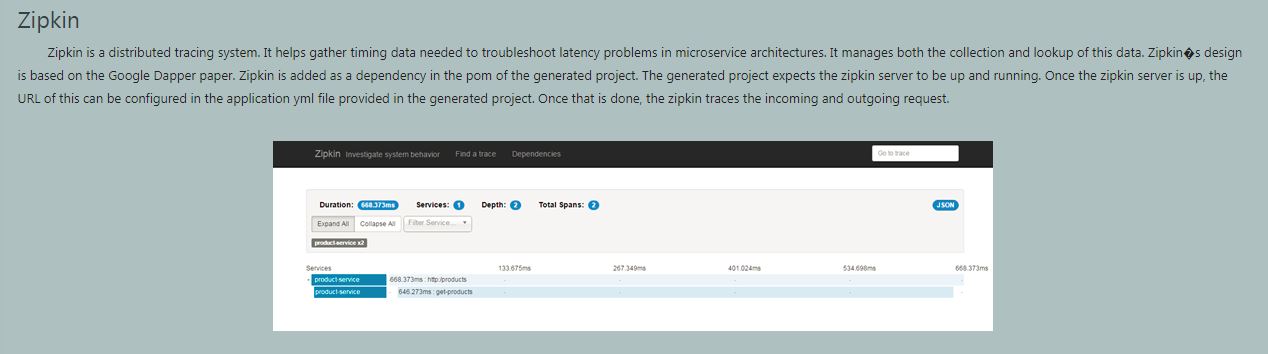 Zipkin
Zipkin is a distributed tracing system. It helps gather timing data needed to troubleshoot latency problems in microservice architectures. It manages both the collection and lookup of this data. Zipkin�s design
is based on the Google Dapper paper. Zipkin is added as a dependency in the pom of the generated project. The generated project expects the zipkin server to be up and running. Once the zipkin server is up, the
URL of this can be configured in the application yml file provided in the generated project. Once that is done, the zipkin traces the incoming and outgoing request.
Zipkin Investigate system behavior Find a trace Dependencies Go to trace
Duration: 668.373ms Services: 1 Depth: 2 Total Spans: 2 JSON
Expand All Collapse All Filter Service...
product-service x2
Services 133.675ms 267.349ms 401.024ms 534.698ms 668.373ms
- product-service 668.373ms : http:/products
product-service 646.273ms : get-products